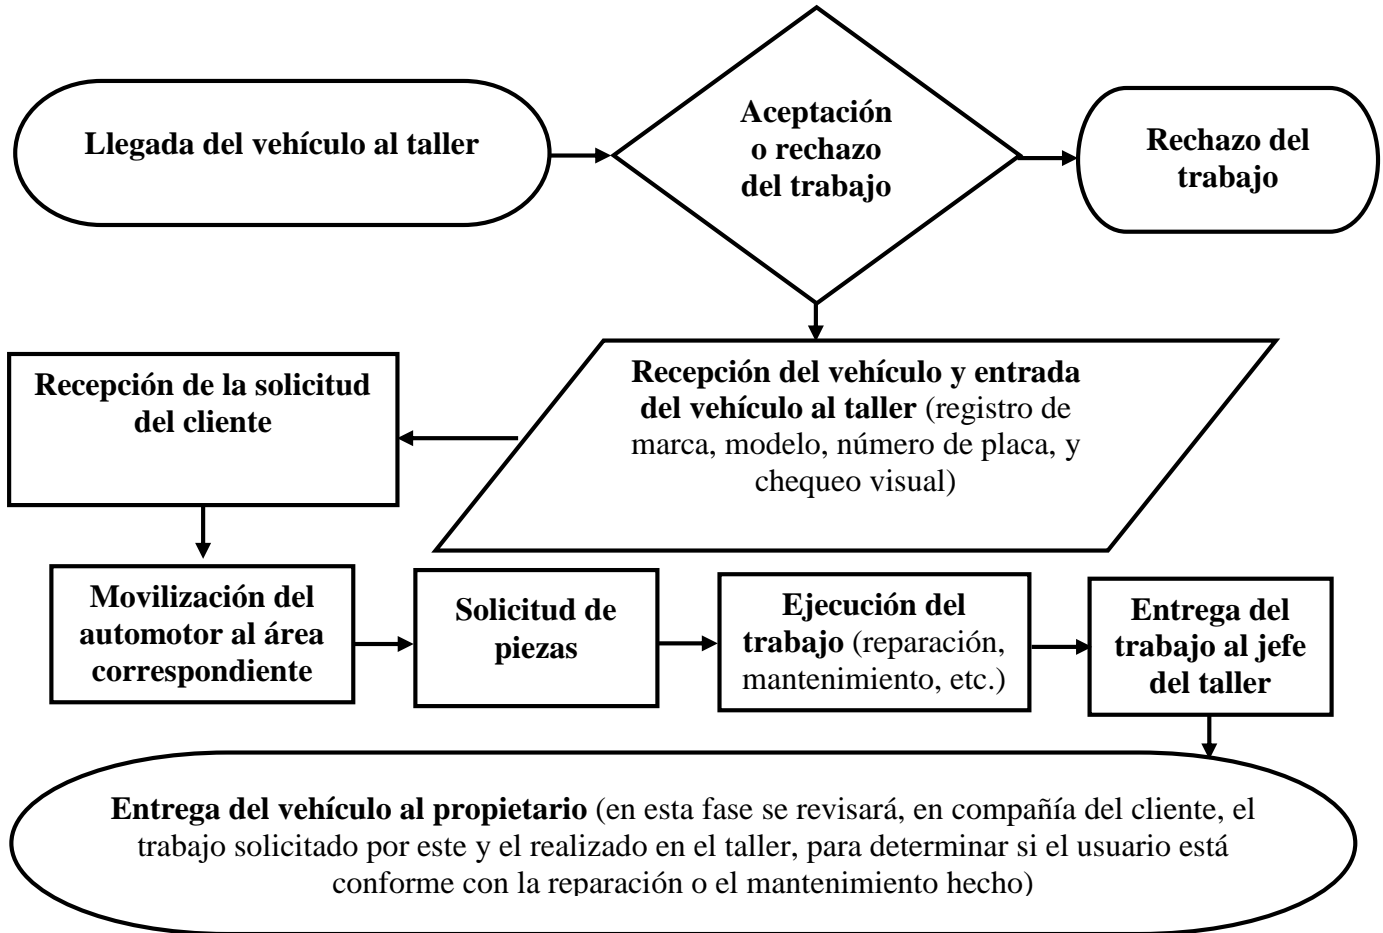 Llegada del vehículo al taller
Aceptación
o rechazo
del trabajo
Rechazo del
trabajo
Recepción del vehículo y entrada
del vehículo al taller (registro de
marca, modelo, número de placa, y
chequeo visual)
Recepción de la solicitud
del cliente
Movilización del
automotor al área
correspondiente
Solicitud de
piezas
Ejecución del
trabajo (reparación,
mantenimiento, etc.)
Entrega del
trabajo al jefe
del taller
Entrega del vehículo al propietario (en esta fase se revisará, en compañía del cliente, el
trabajo solicitado por este y el realizado en el taller, para determinar si el usuario está
conforme con la reparación o el mantenimiento hecho)